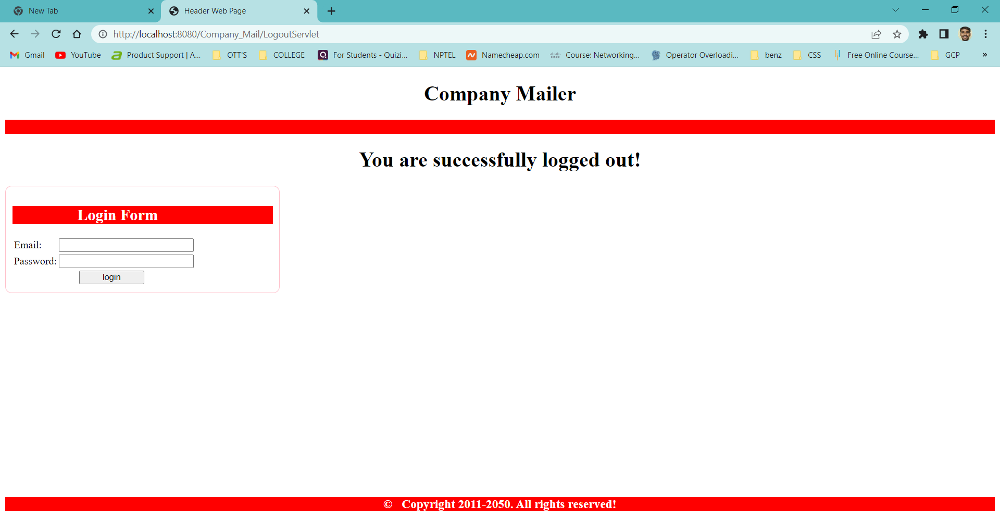 New Tab
Header Web Page
http://localhost:8080/Company_Mail/LogoutServlet
Gmail YouTube Product Support | A... OTT'S COLLEGE For Students - Quizi... NPTEL Namecheap.com Course: Networking... Operator Overloadi... benz CSS Free Online Course... GCP »
Company Mailer
You are successfully logged out!
Login Form
Email:
Password:
login
© Copyright 2011-2050. All rights reserved!